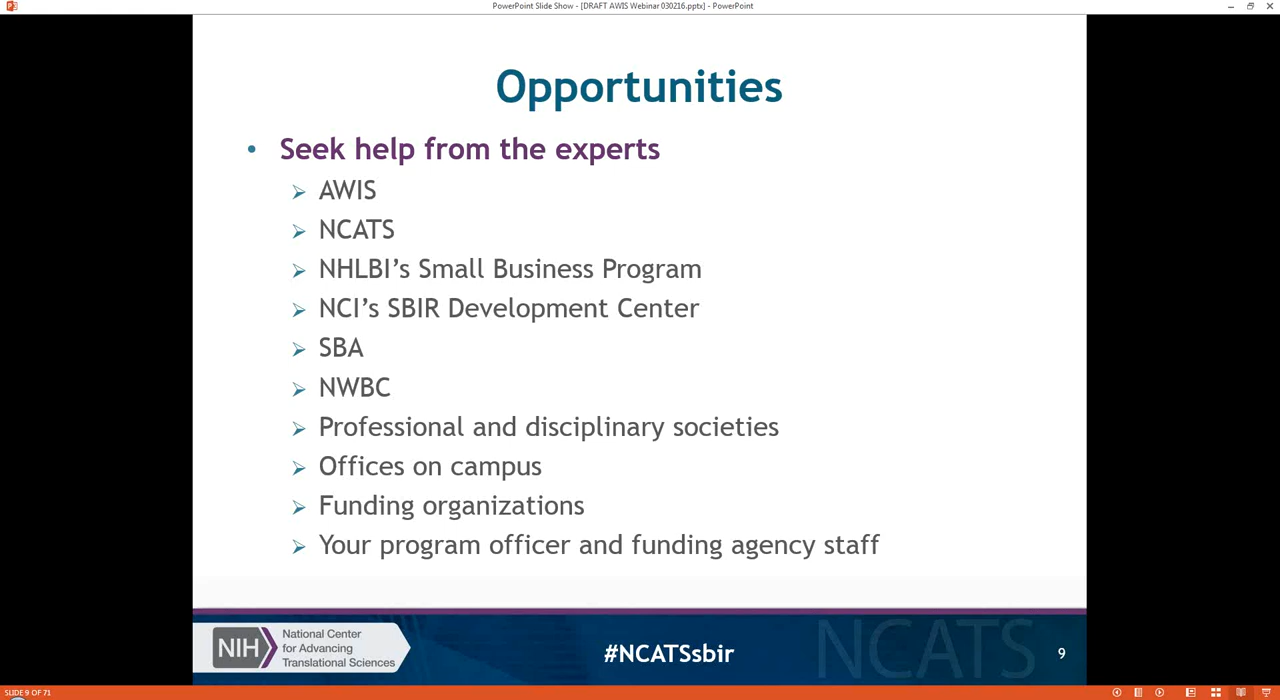 PowerPoint Slide Show - [DRAFT AWIS Webinar 030216.pptx] - PowerPoint
Opportunities
• Seek help from the experts
➢ AWIS
➢ NCATS
➢ NHLBI’s Small Business Program
➢ NCI’s SBIR Development Center
➢ SBA
➢ NWBC
➢ Professional and disciplinary societies
➢ Offices on campus
➢ Funding organizations
➢ Your program officer and funding agency staff
NIH
National Center
for Advancing
Translational Sciences
#NCATSsbir
NCATS
9
SLIDE 9 OF 71